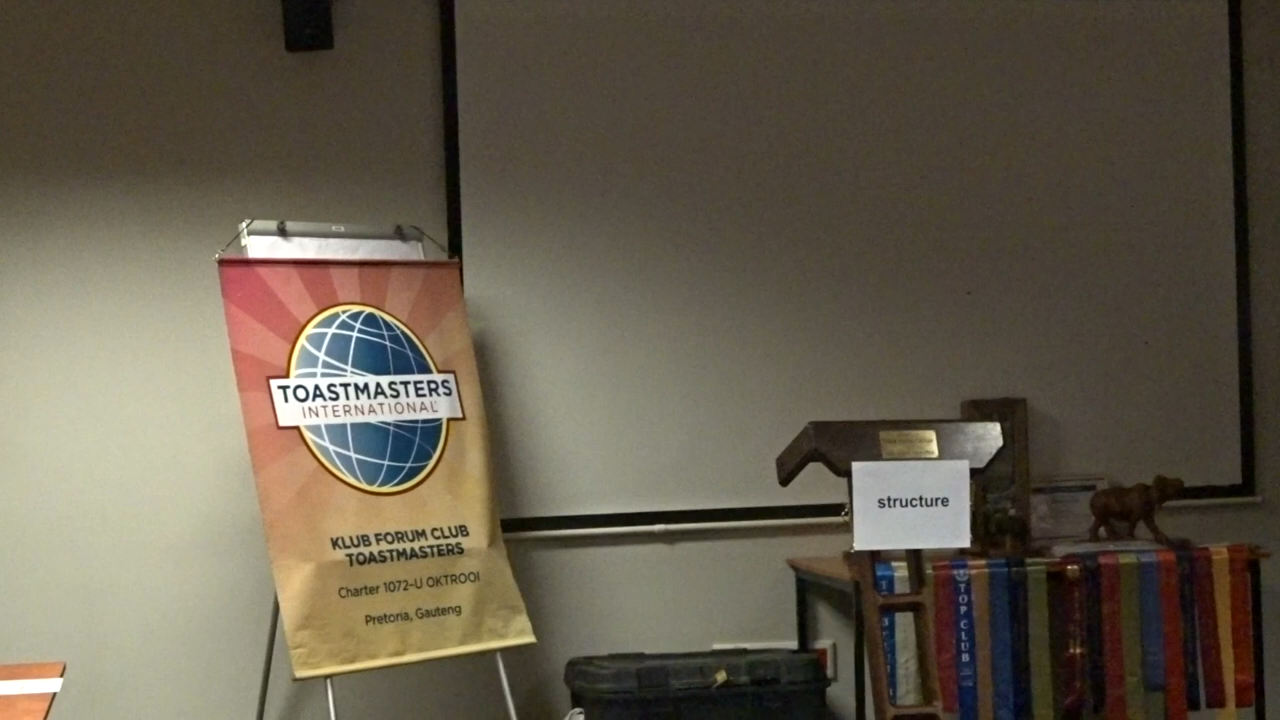 TOASTMASTERS
INTERNATIONAL
KLUB FORUM CLUB
TOASTMASTERS
Charter 1072-U OKTROOI
Pretoria, Gauteng
structure
TOP CLUB